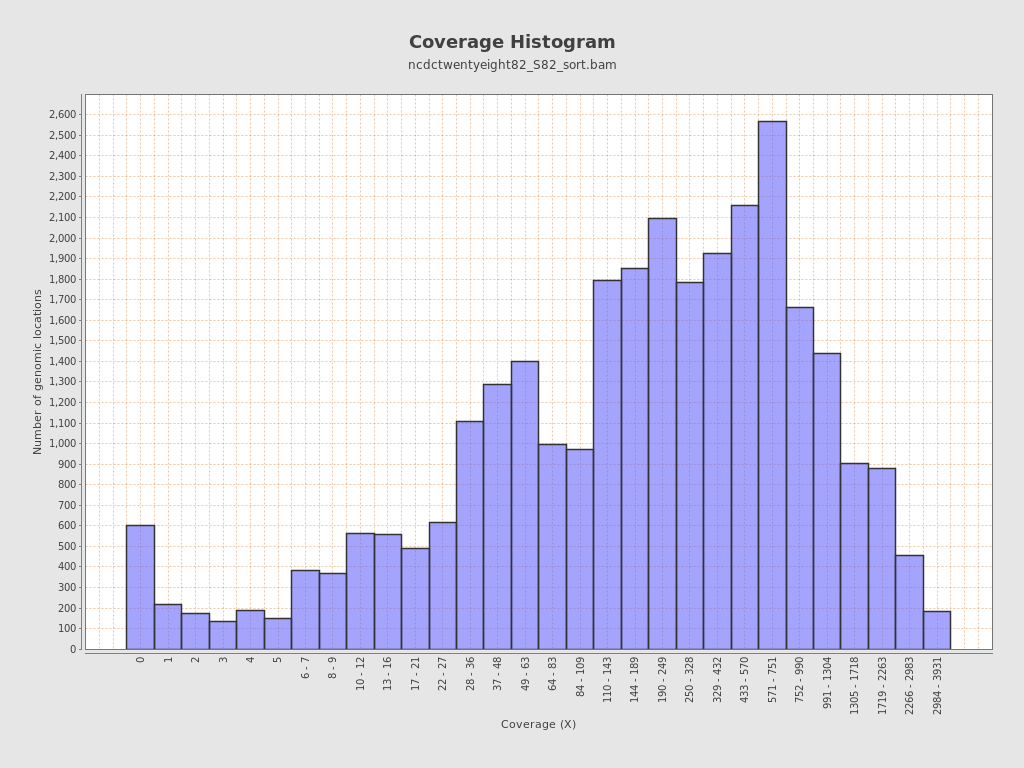 Coverage Histogram
ncdctwentyeight82_S82_sort.bam
Number of genomic locations
2,600
2,500
2,400
2,300
2,200
2,100
2,000
1,900
1,800
1,700
1,600
1,500
1,400
1,300
1,200
1,100
1,000
900
800
700
600
500
400
300
200
100
0
0
1
2
3
4
5
6 - 7
8 - 9
10 - 12
13 - 16
17 - 21
22 - 27
28 - 36
37 - 48
49 - 63
64 - 83
84 - 109
110 - 143
144 - 189
190 - 249
250 - 328
329 - 432
433 - 570
571 - 751
752 - 990
991 - 1304
1305 - 1718
1719 - 2263
2266 - 2983
2984 - 3931
Coverage (X)